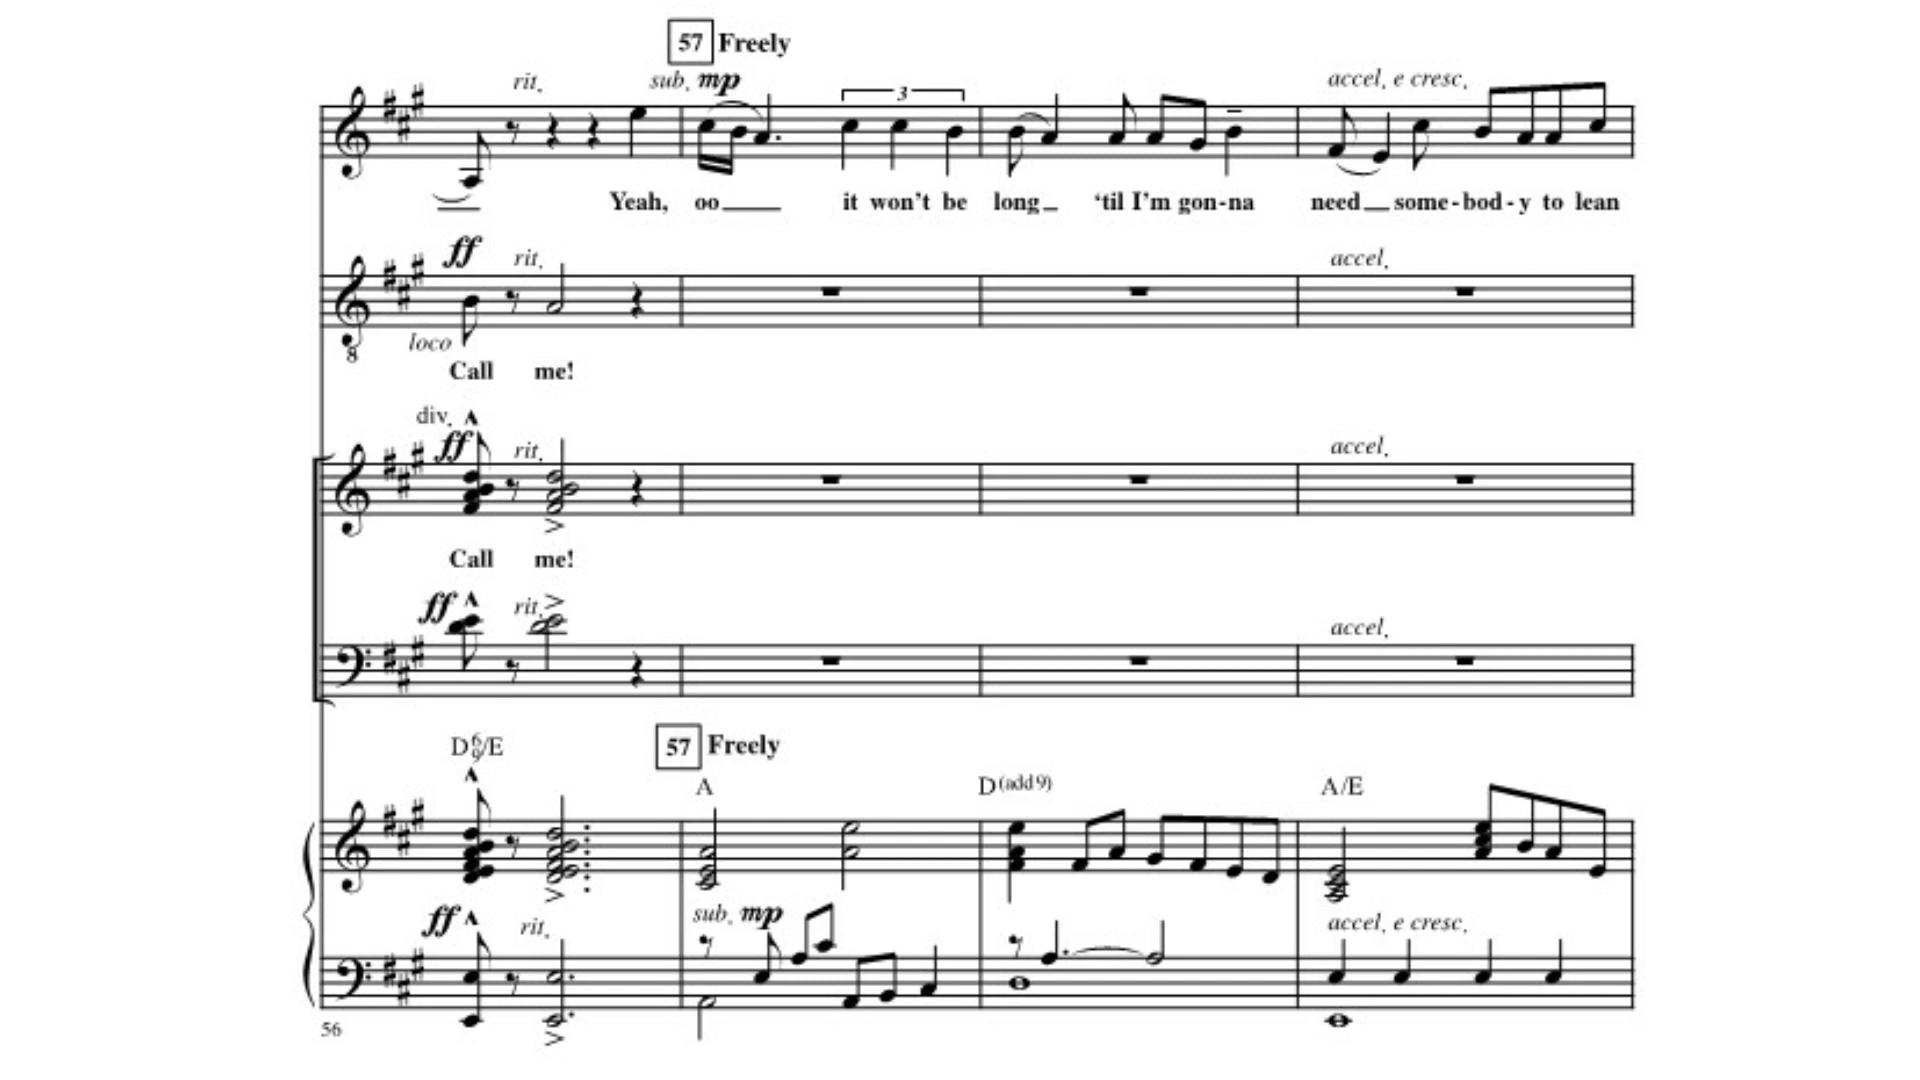 57 Freely
rit. sub. mp 3 accel. e cresc.
Yeah, oo it won't be long ‘til I'm gon-na need some-bod-y to lean
ff rit. accel.
8 loco
Call me!
div.
ff rit. accel.
Call me!
ff rit. accel.
D6/9/E 57 Freely
A D(add9) A/E
ff rit. sub. mp accel. e cresc.
56